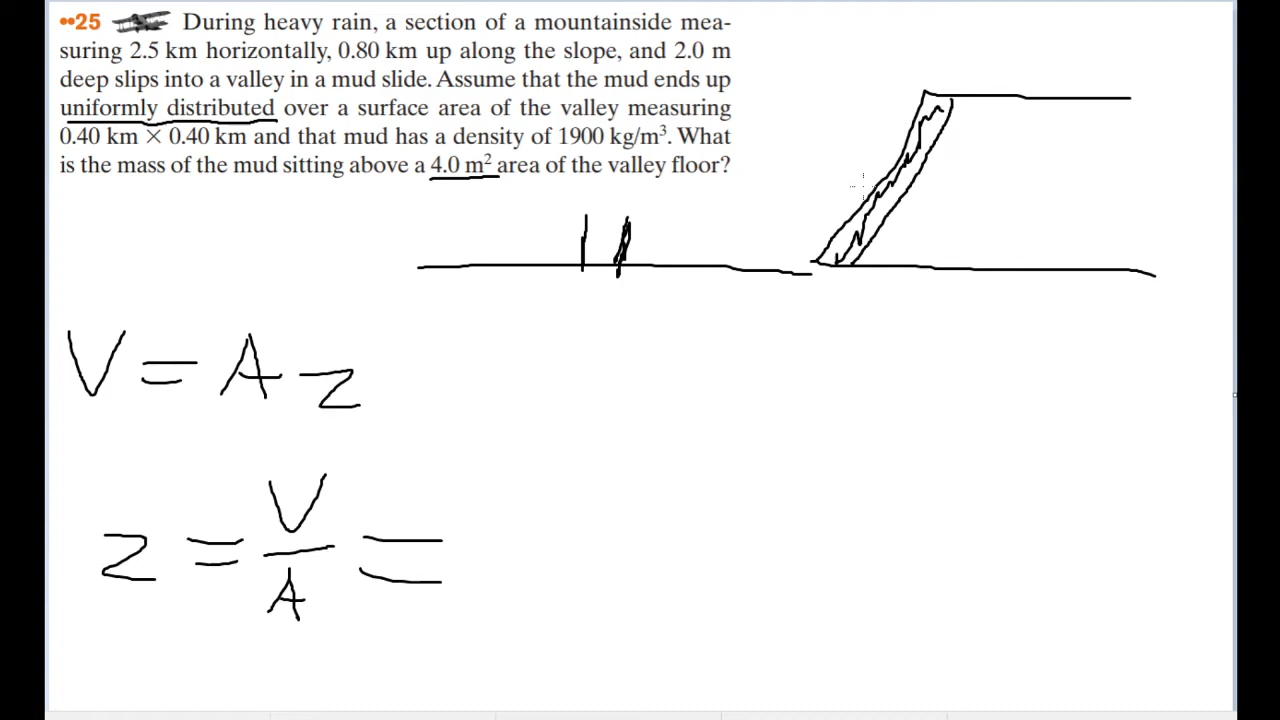 ••25 During heavy rain, a section of a mountainside mea-
suring 2.5 km horizontally, 0.80 km up along the slope, and 2.0 m
deep slips into a valley in a mud slide. Assume that the mud ends up
uniformly distributed over a surface area of the valley measuring
0.40 km × 0.40 km and that mud has a density of 1900 kg/m³. What
is the mass of the mud sitting above a 4.0 m² area of the valley floor?
V = A z
z = V/A =